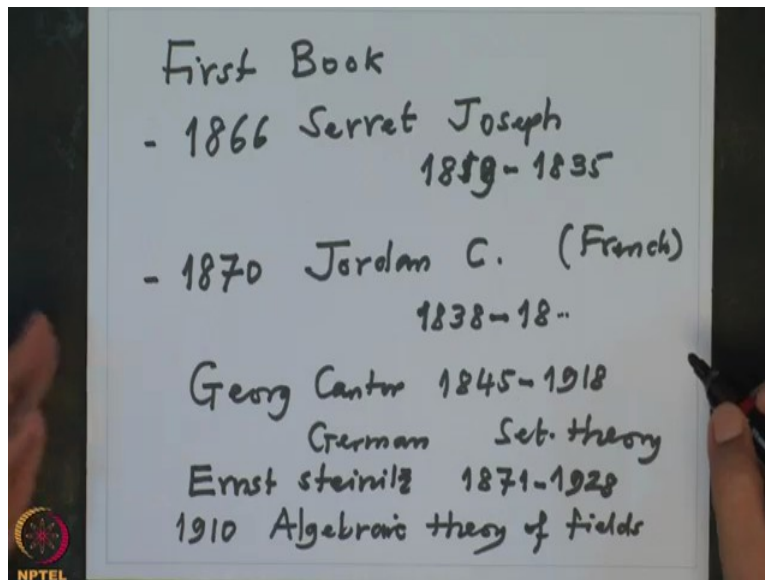 First Book
- 1866 Serret Joseph
1819 - 1835
- 1870 Jordan C. (French)
1838 - 18..
Georg Cantor 1845 - 1918
German Set. theory
Ernst steinitz 1871 - 1928
1910 Algebraic theory of fields
NPTEL